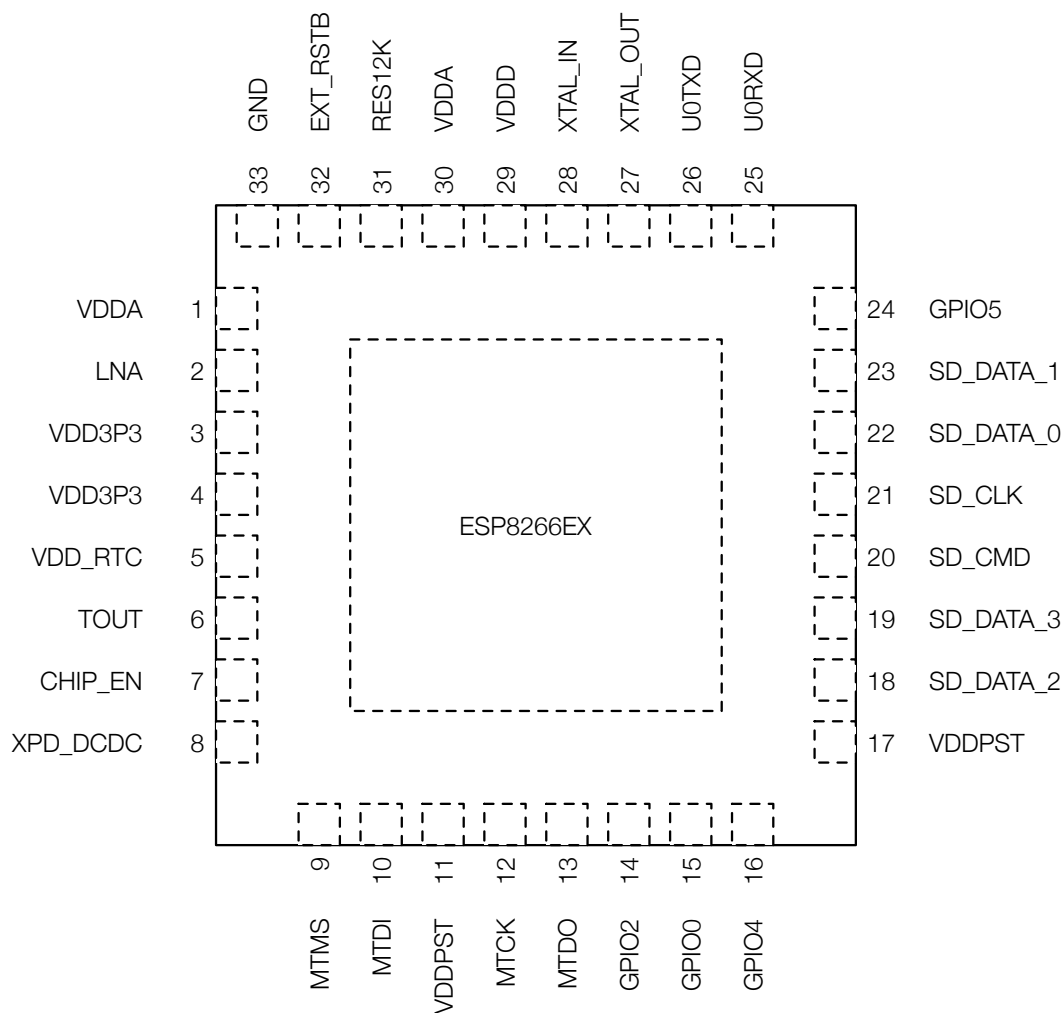 GND
EXT_RSTB
RES12K
VDDA
VDDD
XTAL_IN
XTAL_OUT
U0TXD
U0RXD
33
32
31
30
29
28
27
26
25
VDDA 1
LNA 2
VDD3P3 3
VDD3P3 4
VDD_RTC 5
TOUT 6
CHIP_EN 7
XPD_DCDC 8
ESP8266EX
24 GPIO5
23 SD_DATA_1
22 SD_DATA_0
21 SD_CLK
20 SD_CMD
19 SD_DATA_3
18 SD_DATA_2
17 VDDPST
9
10
11
12
13
14
15
16
MTMS
MTDI
VDDPST
MTCK
MTDO
GPIO2
GPIO0
GPIO4